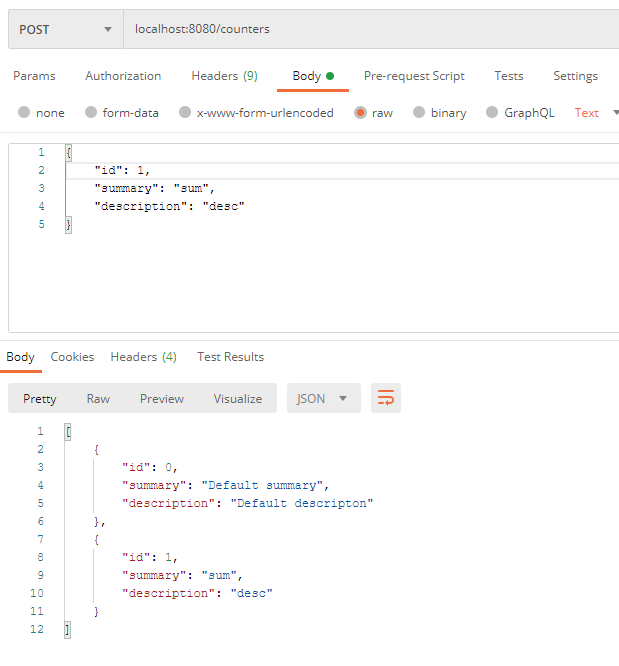 POST localhost:8080/counters
Params Authorization Headers (9) Body Pre-request Script Tests Settings
none form-data x-www-form-urlencoded raw binary GraphQL Text
1 {
2 "id": 1,
3 "summary": "sum",
4 "description": "desc"
5 }
Body Cookies Headers (4) Test Results
Pretty Raw Preview Visualize JSON
1 [
2 {
3 "id": 0,
4 "summary": "Default summary",
5 "description": "Default descripton"
6 },
7 {
8 "id": 1,
9 "summary": "sum",
10 "description": "desc"
11 }
12 ]